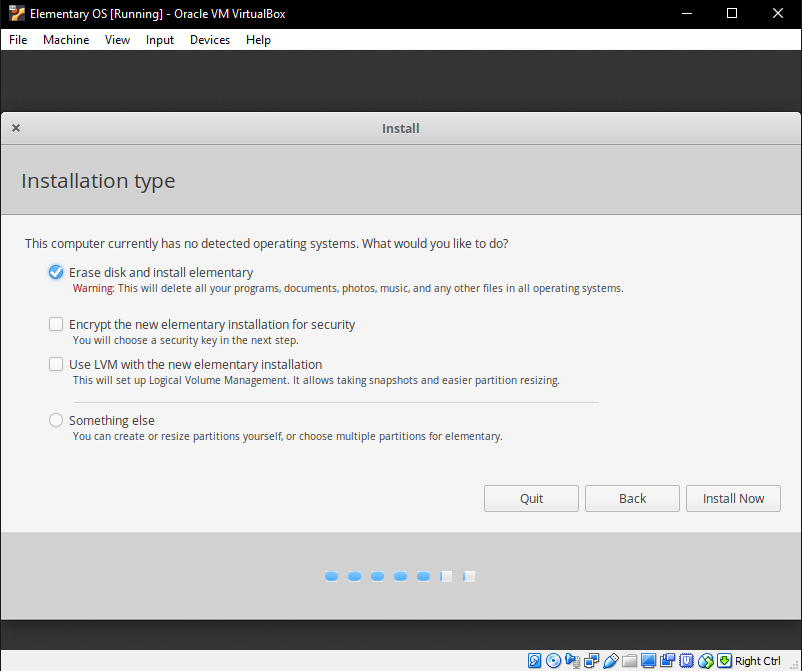 Elementary OS [Running] - Oracle VM VirtualBox
File Machine View Input Devices Help
Install
Installation type
This computer currently has no detected operating systems. What would you like to do?
Erase disk and install elementary
Warning: This will delete all your programs, documents, photos, music, and any other files in all operating systems.
Encrypt the new elementary installation for security
You will choose a security key in the next step.
Use LVM with the new elementary installation
This will set up Logical Volume Management. It allows taking snapshots and easier partition resizing.
Something else
You can create or resize partitions yourself, or choose multiple partitions for elementary.
Quit Back Install Now
Right Ctrl